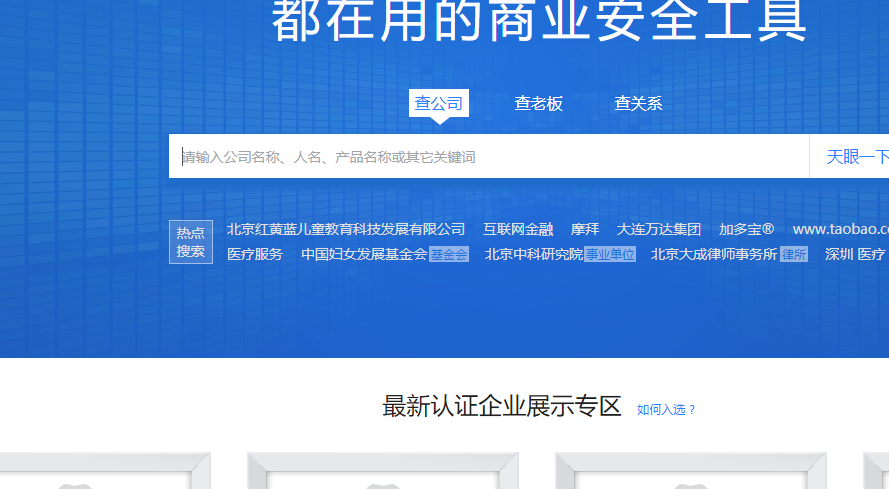 都在用的商业安全工具
查公司 查老板 查关系
请输入公司名称、人名、产品名称或其它关键词 天眼一下
热点
搜索
北京红黄蓝儿童教育科技发展有限公司 互联网金融 摩拜 大连万达集团 加多宝® www.taobao.co
医疗服务 中国妇女发展基金会 基金会 北京中科研究院 事业单位 北京大成律师事务所 律所 深圳 医疗
最新认证企业展示专区 如何入选？